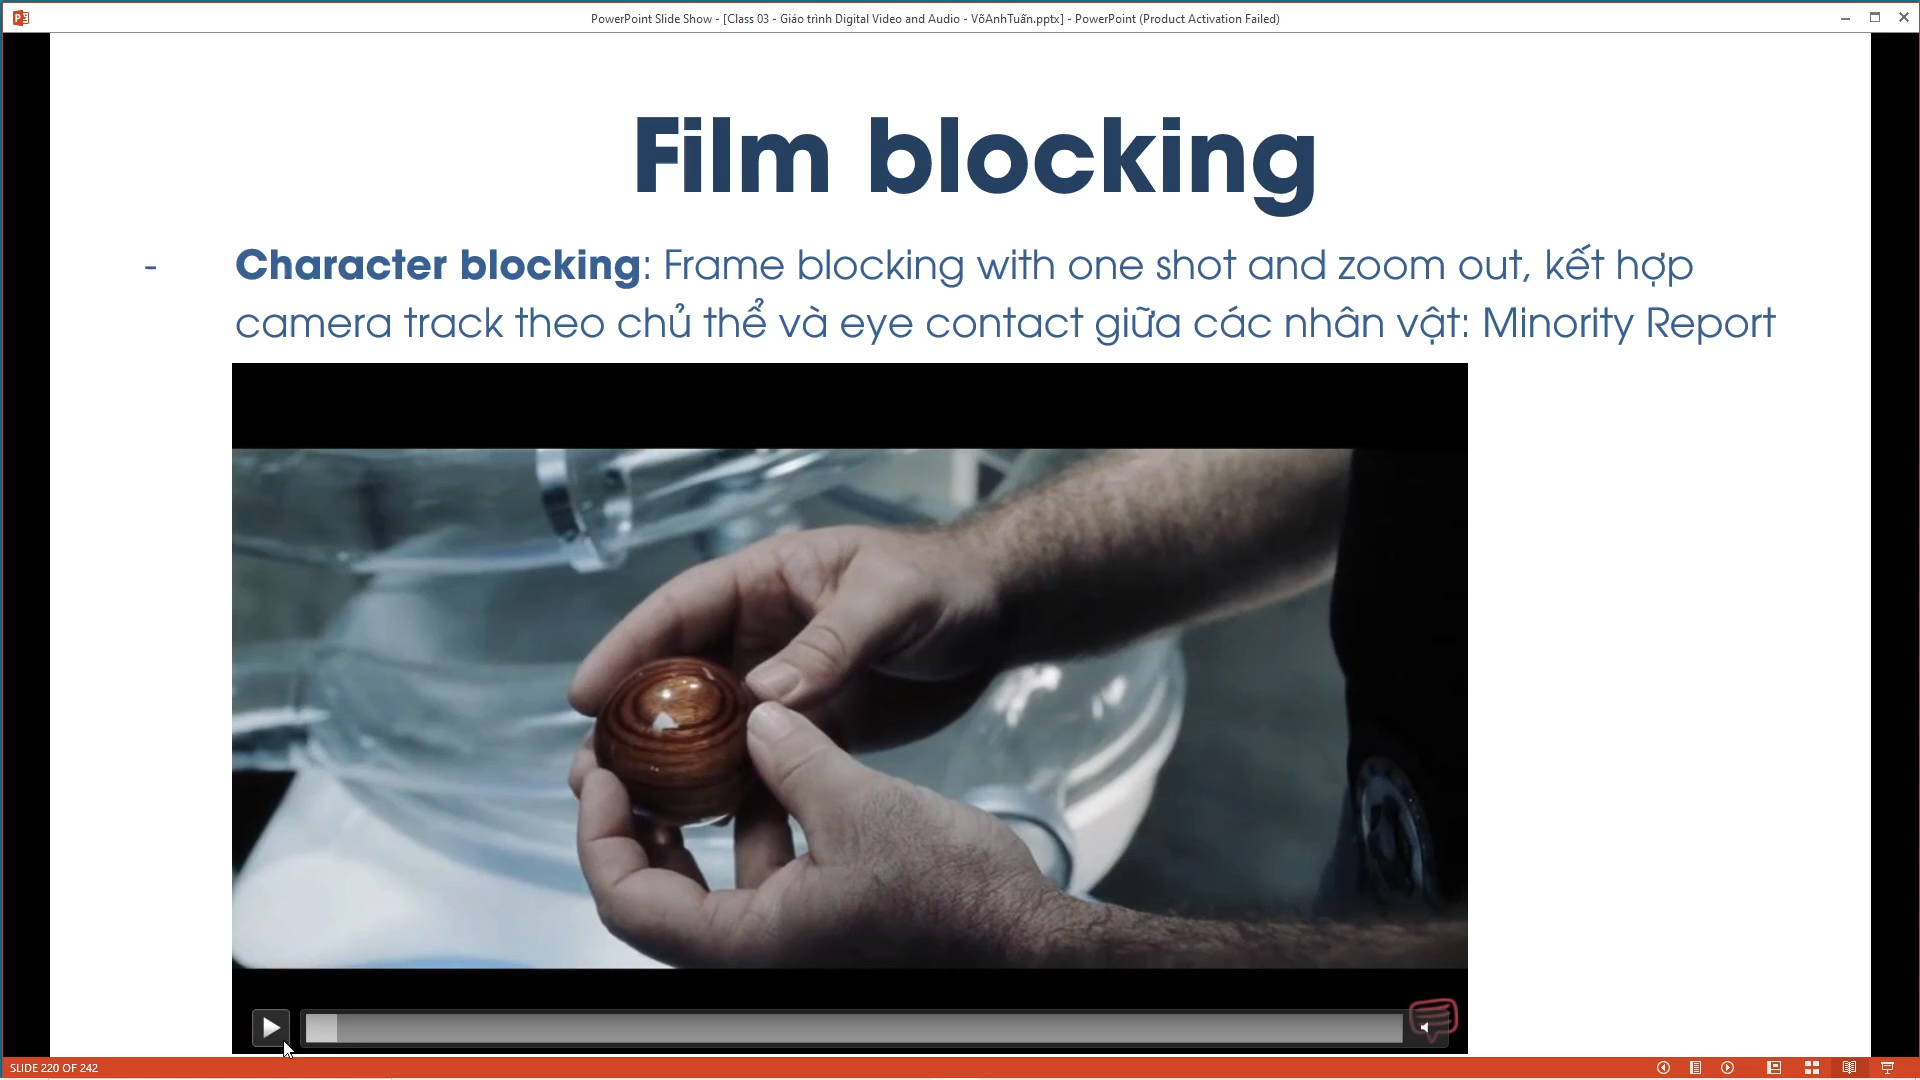 PowerPoint Slide Show - [Class 03 - Giáo trình Digital Video and Audio - VõAnhTuấn.pptx] - PowerPoint (Product Activation Failed)
Film blocking
- Character blocking: Frame blocking with one shot and zoom out, kết hợp
camera track theo chủ thể và eye contact giữa các nhân vật: Minority Report
SLIDE 220 OF 242